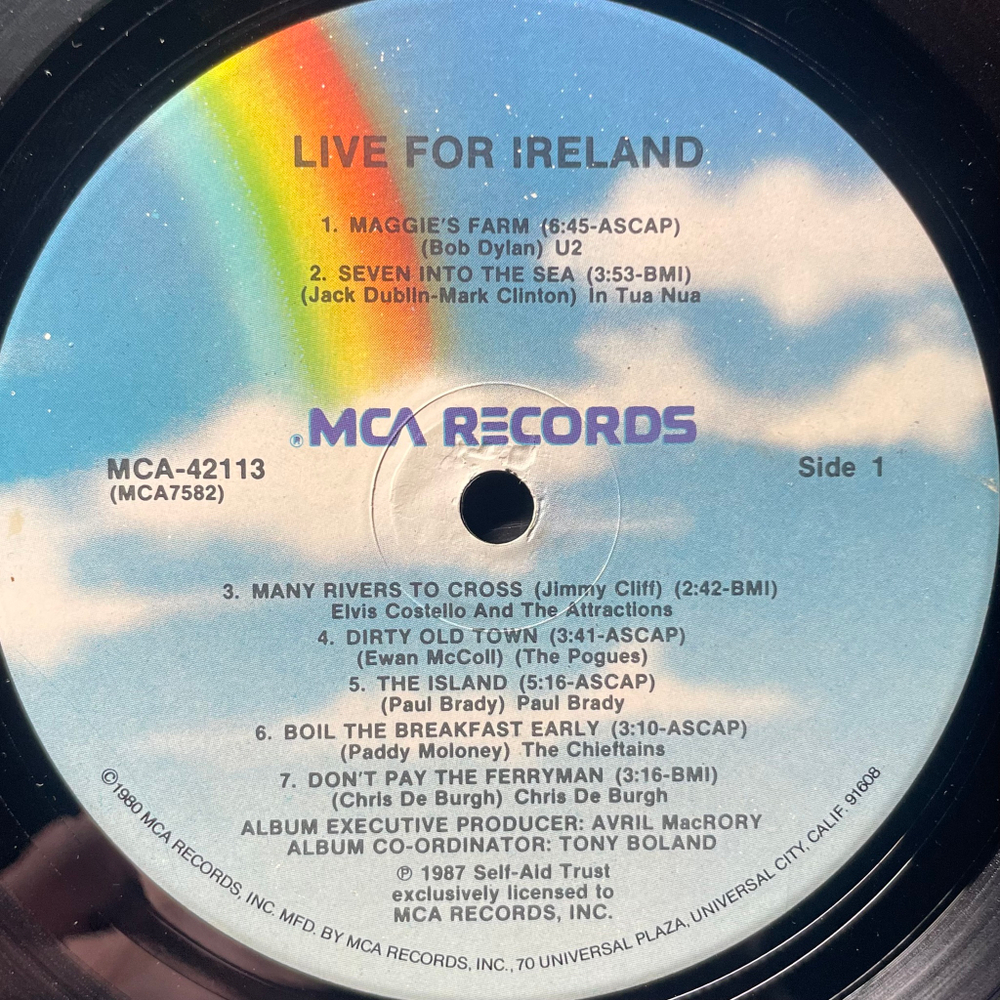 LIVE FOR IRELAND
1. MAGGIE'S FARM (6:45-ASCAP)
(Bob Dylan) U2
2. SEVEN INTO THE SEA (3:53-BMI)
(Jack Dublin-Mark Clinton) In Tua Nua
® MCA RECORDS
MCA-42113
(MCA7582)
Side 1
3. MANY RIVERS TO CROSS (Jimmy Cliff) (2:42-BMI)
Elvis Costello And The Attractions
4. DIRTY OLD TOWN (3:41-ASCAP)
(Ewan McColl) (The Pogues)
5. THE ISLAND (5:16-ASCAP)
(Paul Brady) Paul Brady
6. BOIL THE BREAKFAST EARLY (3:10-ASCAP)
(Paddy Moloney) The Chieftains
7. DON'T PAY THE FERRYMAN (3:16-BMI)
(Chris De Burgh) Chris De Burgh
ALBUM EXECUTIVE PRODUCER: AVRIL MacRORY
ALBUM CO-ORDINATOR: TONY BOLAND
℗ 1987 Self-Aid Trust
exclusively licensed to
MCA RECORDS, INC.
©1980 MCA RECORDS, INC. MFD. BY MCA RECORDS, INC., 70 UNIVERSAL PLAZA, UNIVERSAL CITY, CALIF. 91608